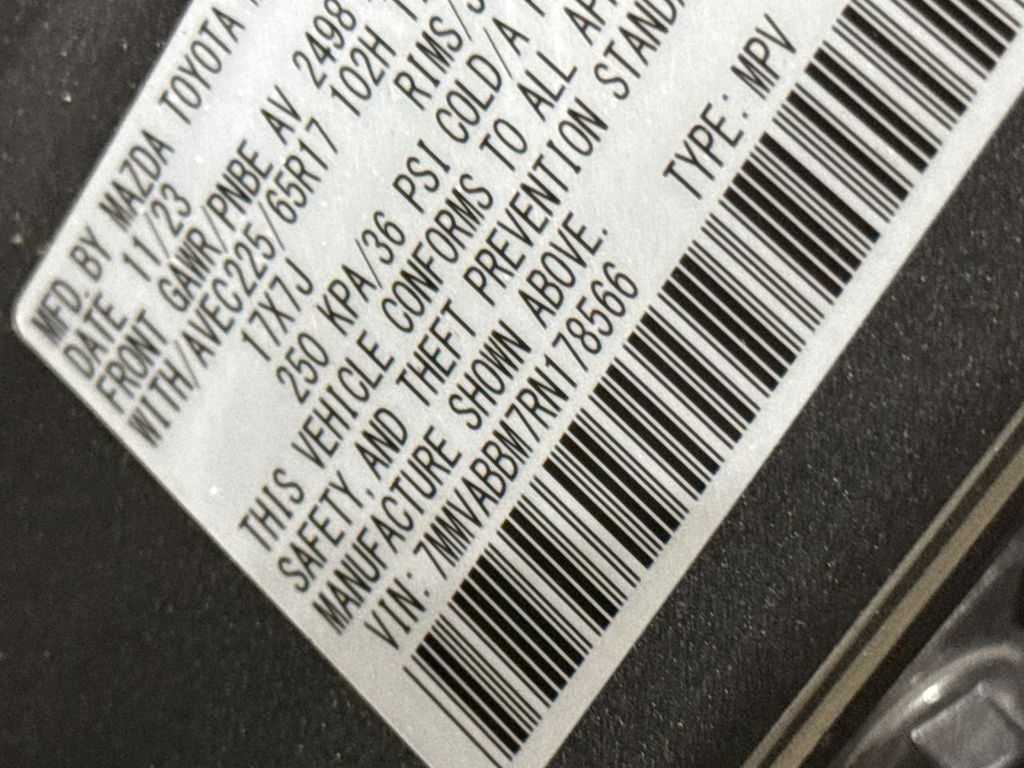 MFD. BY MAZDA TOYOTA
DATE 11/23
FRONT GAWR/PNBE AV 2498
WITH/AVEC225/65R17 102H
17X7J RIMS/
250 KPA/36 PSI COLD/A
THIS VEHICLE CONFORMS TO ALL
SAFETY, AND THEFT PREVENTION
MANUFACTURE SHOWN ABOVE.
VIN: 7MMVABBM7RN178566 TYPE: MPV